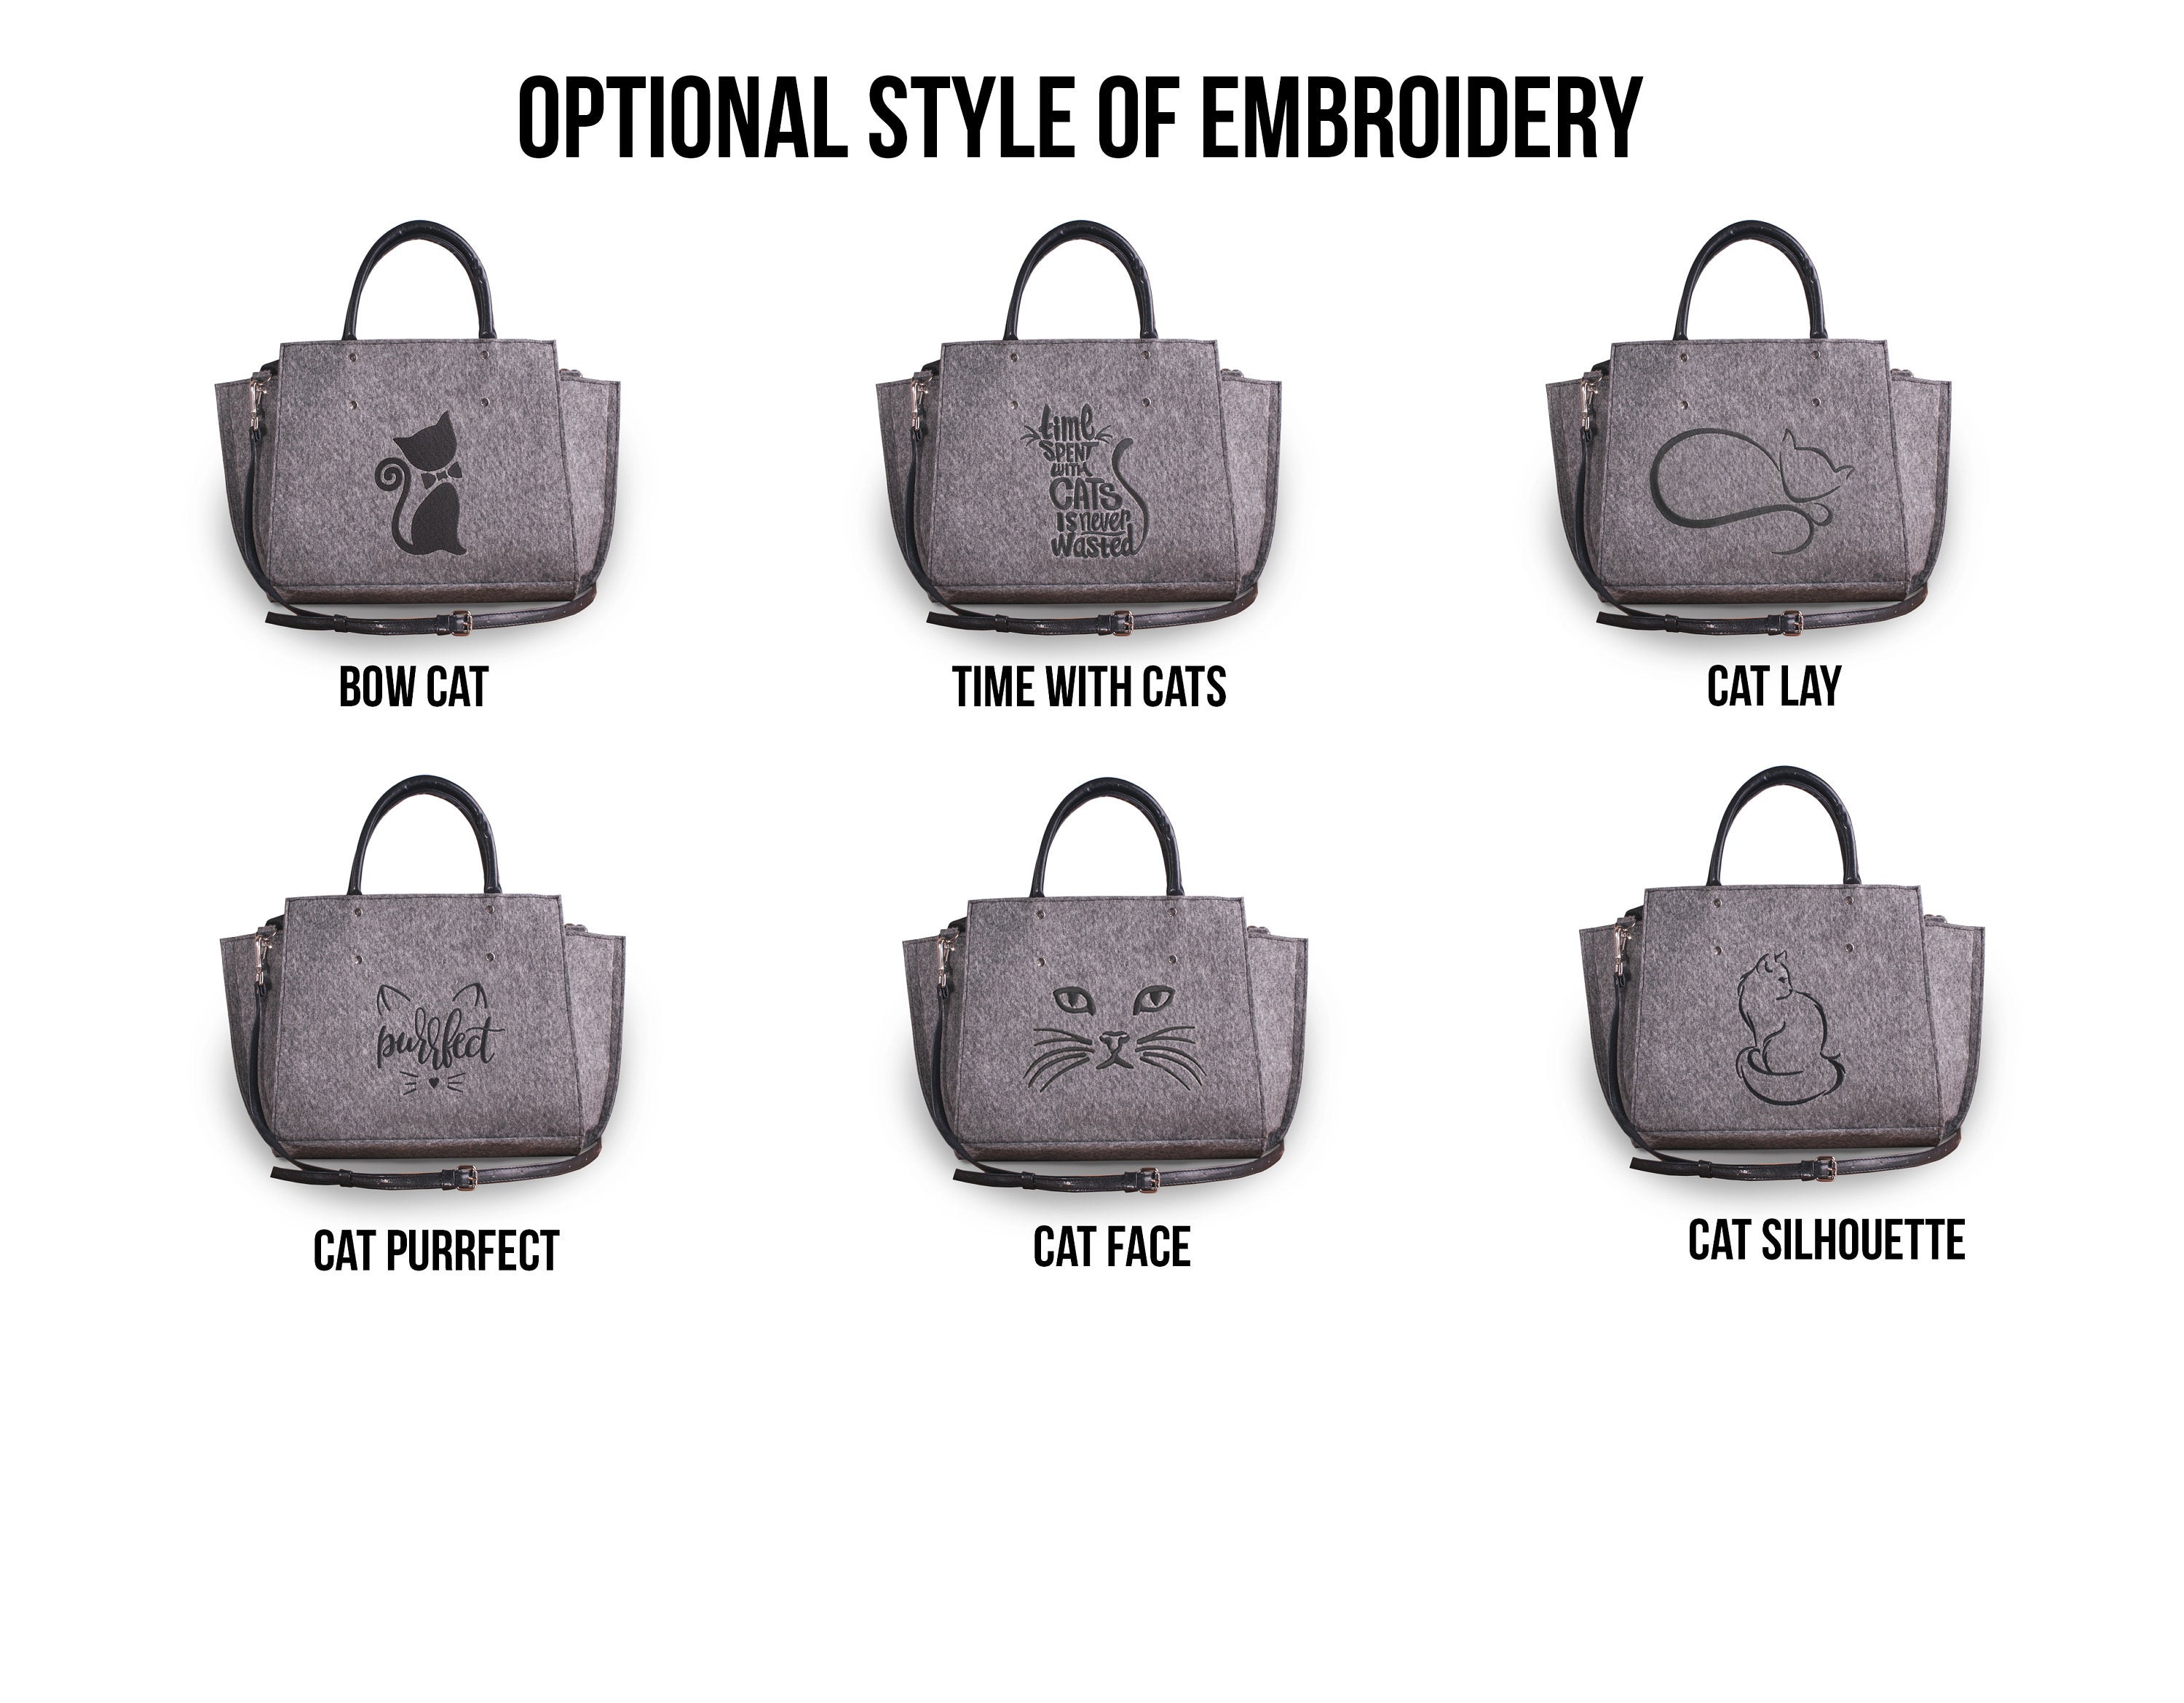 OPTIONAL STYLE OF EMBROIDERY
time
SPENT
with
CATS
IS never
wasted
BOW CAT
TIME WITH CATS
CAT LAY
purrfect
CAT PURRFECT
CAT FACE
CAT SILHOUETTE